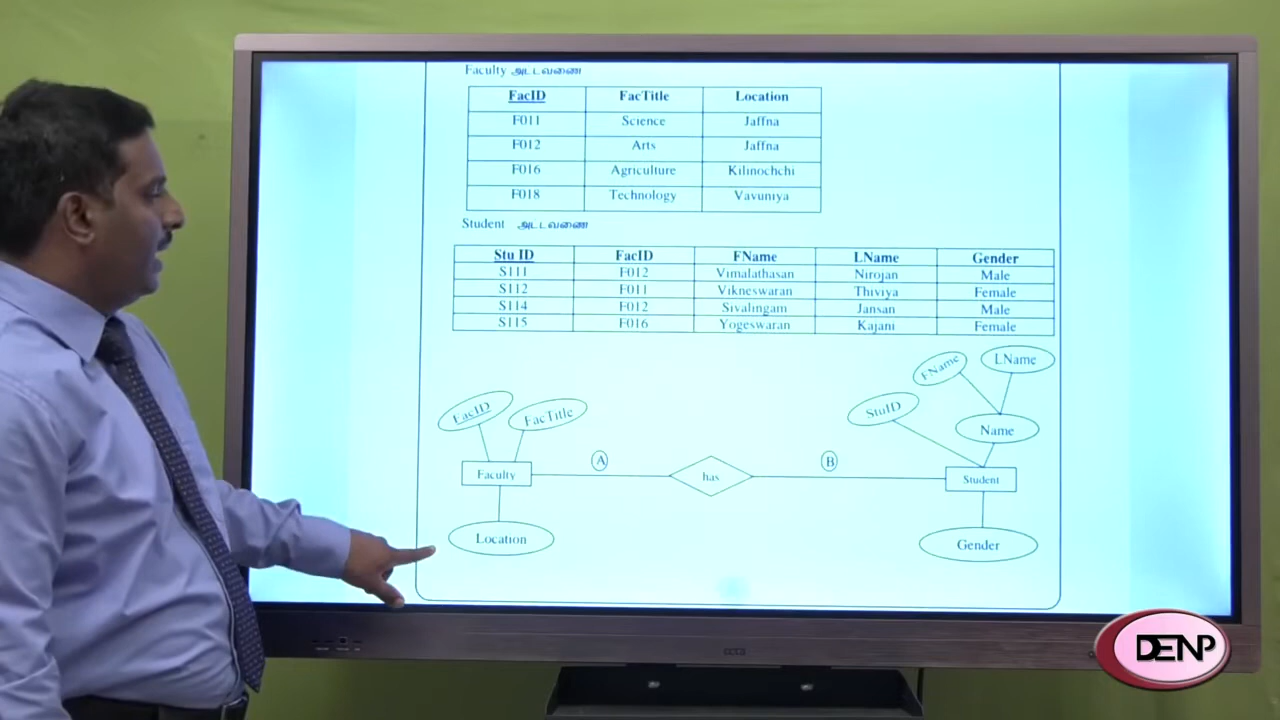 Faculty அட்டவணை
FacID FacTitle Location
F011 Science Jaffna
F012 Arts Jaffna
F016 Agriculture Kilinochchi
F018 Technology Vavuniya
Student அட்டவணை
Stu ID FacID FName LName Gender
S111 F012 Vimalathasan Nirojan Male
S112 F011 Vikneswaran Thiviya Female
S114 F012 Sivalingam Jansan Male
S115 F016 Yogeswaran Kajani Female
FName LName
FacID FacTitle StuID Name
A B
Faculty has Student
Location Gender
DENP